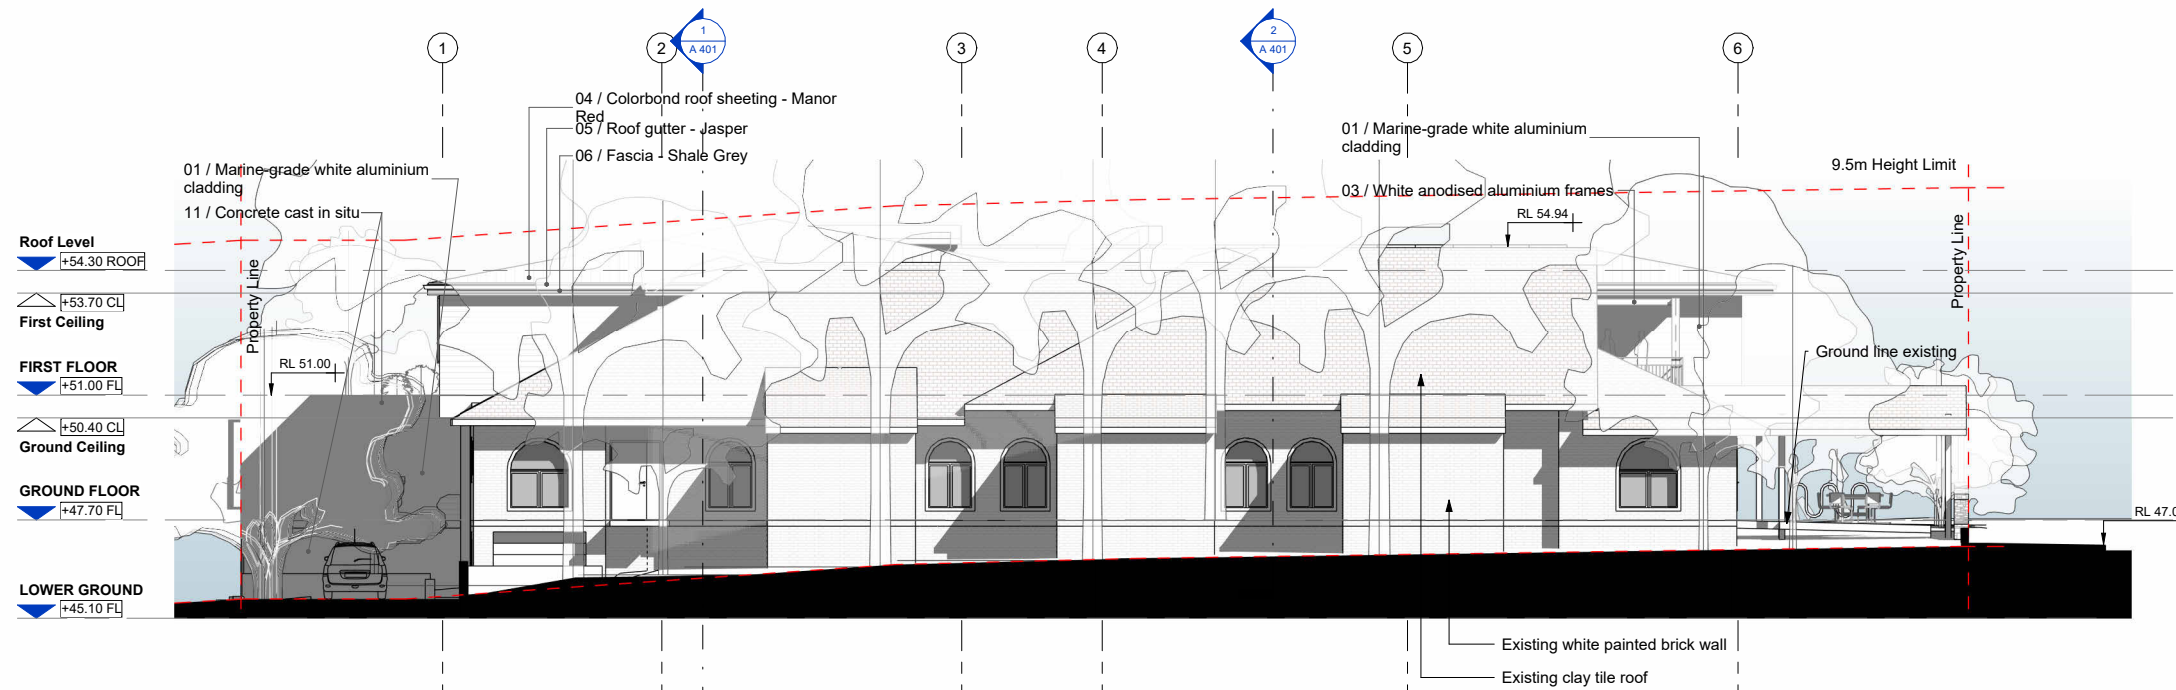 1
2
3
4
5
6
1
A 401
2
A 401
04 / Colorbond roof sheeting - Manor
Red
05 / Roof gutter - Jasper
06 / Fascia - Shale Grey
01 / Marine-grade white aluminium
cladding
11 / Concrete cast in situ
01 / Marine-grade white aluminium
cladding
03 / White anodised aluminium frames
9.5m Height Limit
RL 54.94
Property Line
Property Line
Roof Level
+54.30 ROOF
+53.70 CL
First Ceiling
FIRST FLOOR
+51.00 FL
RL 51.00
+50.40 CL
Ground Ceiling
GROUND FLOOR
+47.70 FL
LOWER GROUND
+45.10 FL
Ground line existing
RL 47.0
Existing white painted brick wall
Existing clay tile roof